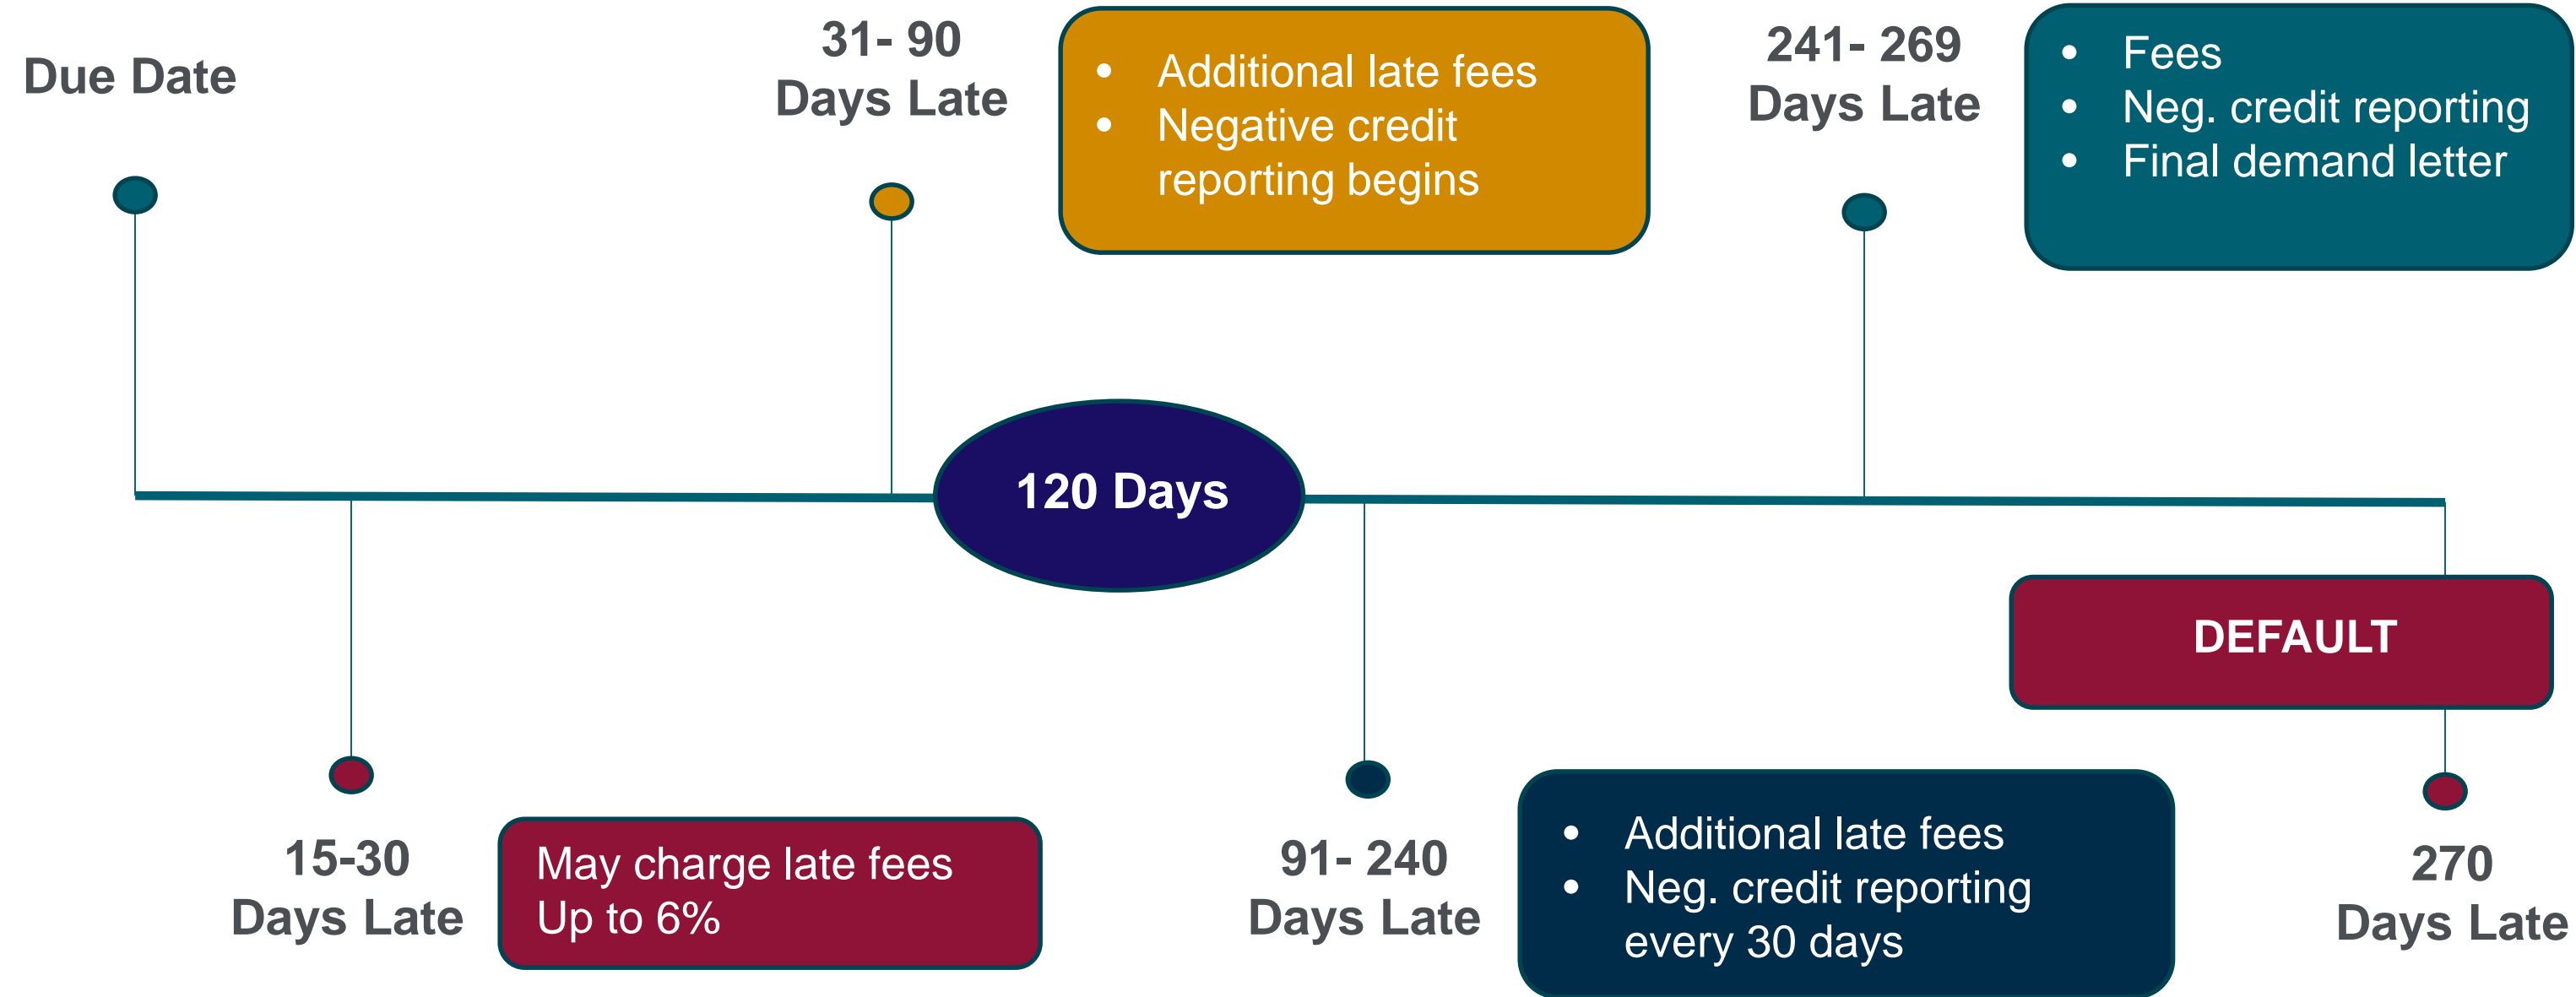 Due Date
31- 90
Days Late
• Additional late fees
• Negative credit
reporting begins
241- 269
Days Late
• Fees
• Neg. credit reporting
• Final demand letter
120 Days
DEFAULT
15-30
Days Late
May charge late fees
Up to 6%
91- 240
Days Late
• Additional late fees
• Neg. credit reporting
every 30 days
270
Days Late